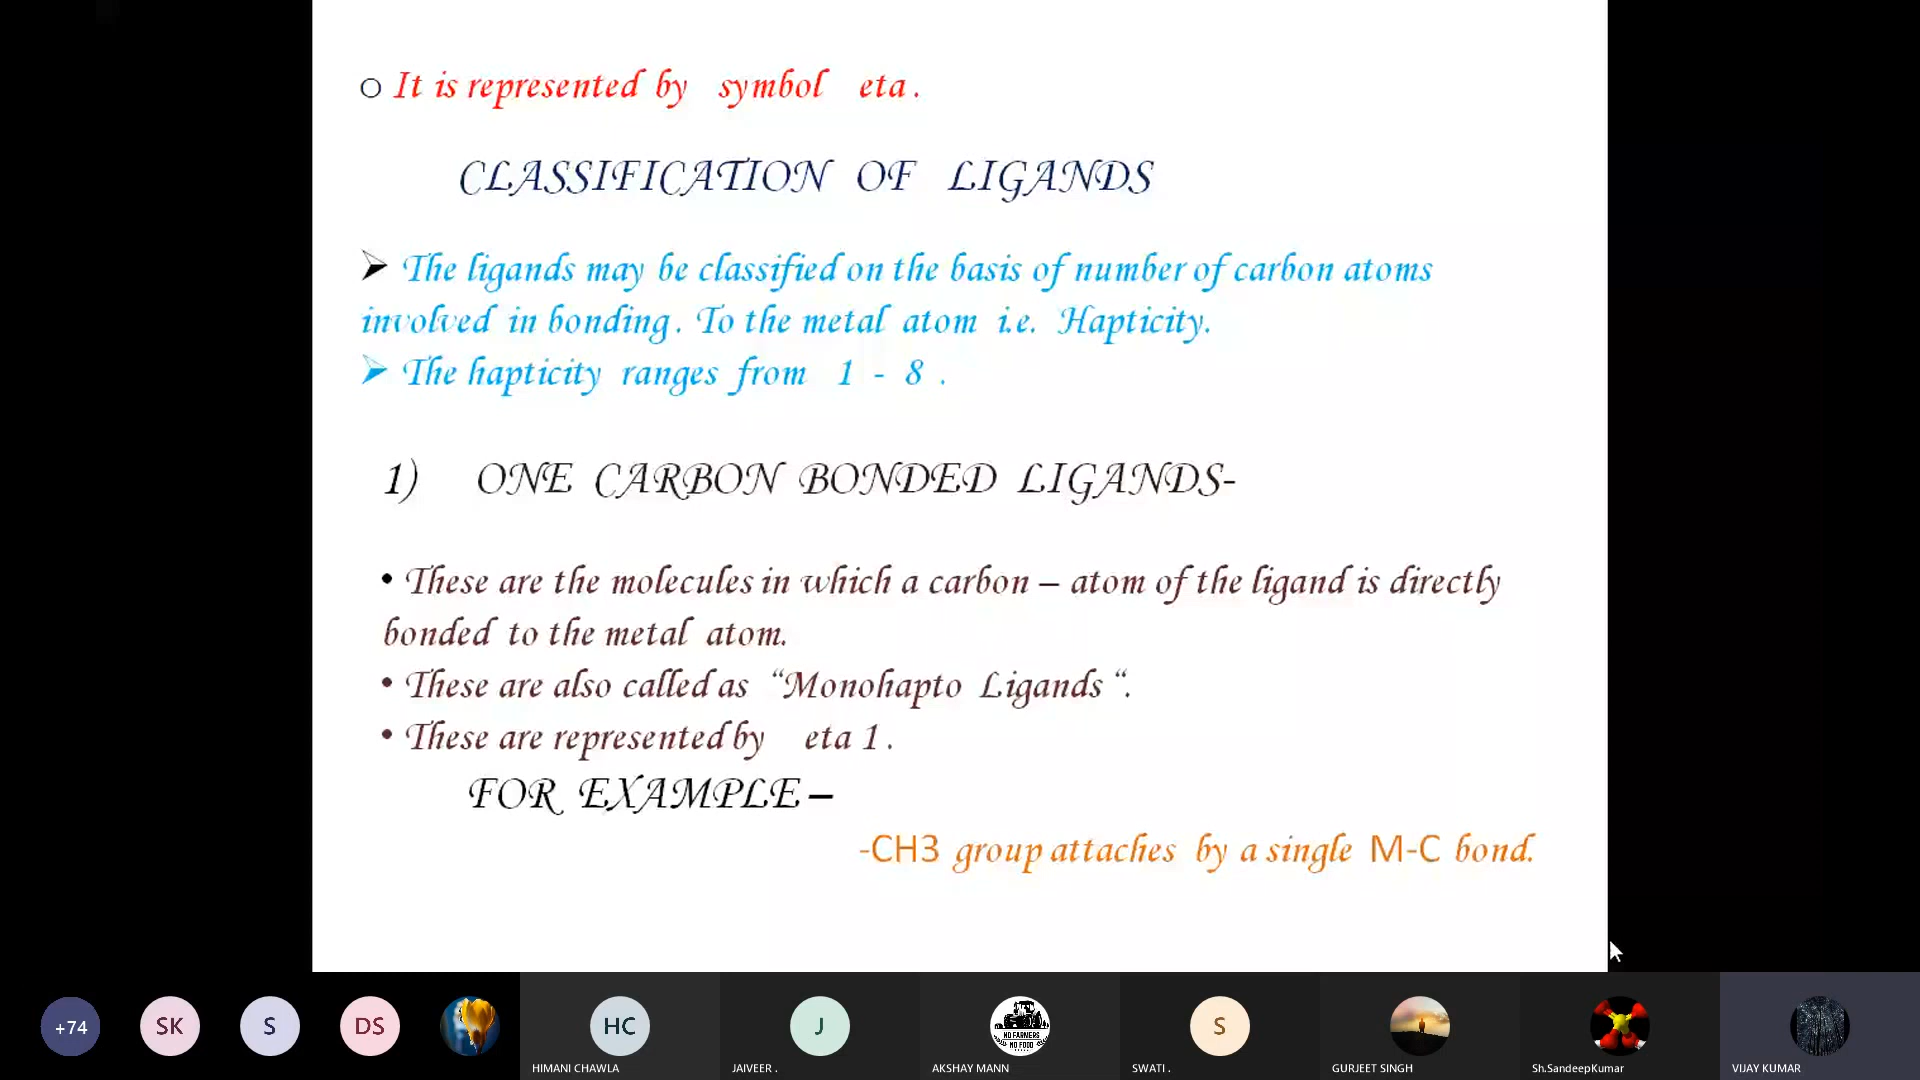 It is represented by symbol eta .
CLASSIFICATION OF LIGANDS
The ligands may be classified on the basis of number of carbon atoms
involved in bonding . To the metal atom i.e. Hapticity.
The hapticity ranges from 1 - 8 .
1) ONE CARBON BONDED LIGANDS-
• These are the molecules in which a carbon – atom of the ligand is directly
bonded to the metal atom.
• These are also called as “Monohapto Ligands “.
• These are represented by eta 1 .
FOR EXAMPLE –
-CH3 group attaches by a single M-C bond.
+74
SK
S
DS
HC
J
NO FARMERS
NO FOOD
S
HIMANI CHAWLA
JAIVEER .
AKSHAY MANN
SWATI .
GURJEET SINGH
Sh.SandeepKumar
VIJAY KUMAR